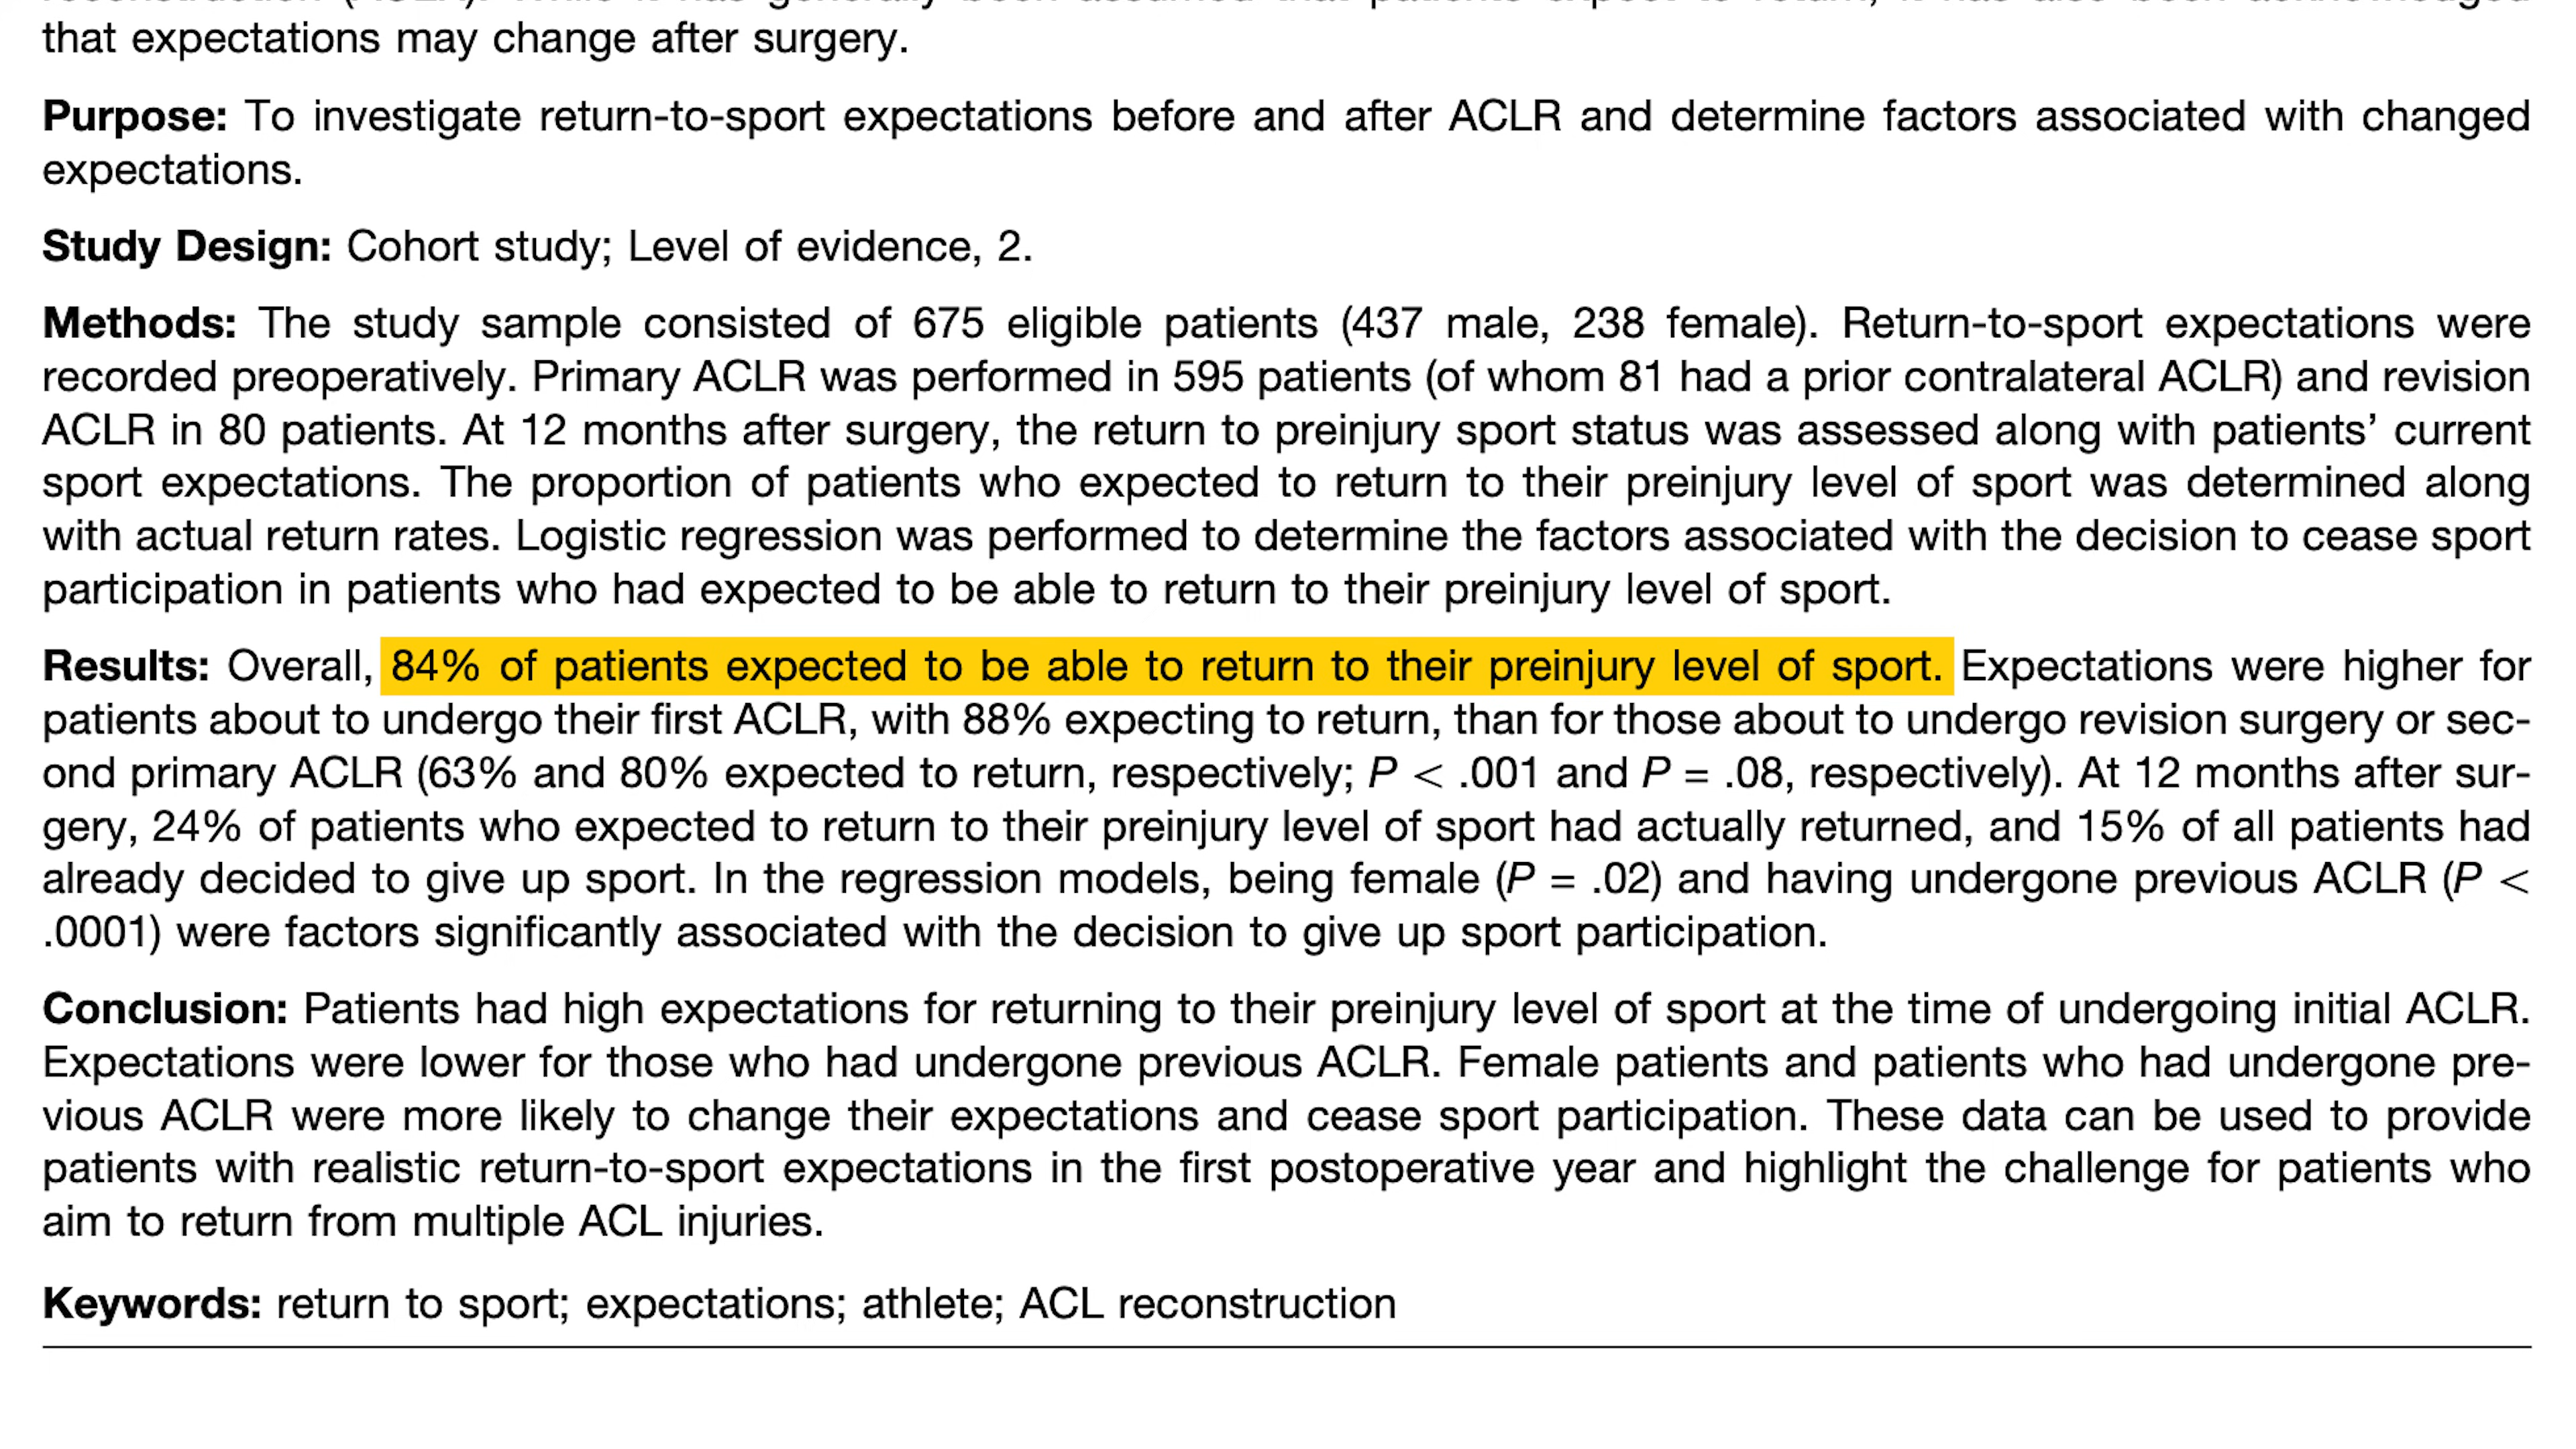 that expectations may change after surgery.
Purpose: To investigate return-to-sport expectations before and after ACLR and determine factors associated with changed
expectations.
Study Design: Cohort study; Level of evidence, 2.
Methods: The study sample consisted of 675 eligible patients (437 male, 238 female). Return-to-sport expectations were
recorded preoperatively. Primary ACLR was performed in 595 patients (of whom 81 had a prior contralateral ACLR) and revision
ACLR in 80 patients. At 12 months after surgery, the return to preinjury sport status was assessed along with patients’ current
sport expectations. The proportion of patients who expected to return to their preinjury level of sport was determined along
with actual return rates. Logistic regression was performed to determine the factors associated with the decision to cease sport
participation in patients who had expected to be able to return to their preinjury level of sport.
Results: Overall, 84% of patients expected to be able to return to their preinjury level of sport. Expectations were higher for
patients about to undergo their first ACLR, with 88% expecting to return, than for those about to undergo revision surgery or sec-
ond primary ACLR (63% and 80% expected to return, respectively; P < .001 and P = .08, respectively). At 12 months after sur-
gery, 24% of patients who expected to return to their preinjury level of sport had actually returned, and 15% of all patients had
already decided to give up sport. In the regression models, being female (P = .02) and having undergone previous ACLR (P <
.0001) were factors significantly associated with the decision to give up sport participation.
Conclusion: Patients had high expectations for returning to their preinjury level of sport at the time of undergoing initial ACLR.
Expectations were lower for those who had undergone previous ACLR. Female patients and patients who had undergone pre-
vious ACLR were more likely to change their expectations and cease sport participation. These data can be used to provide
patients with realistic return-to-sport expectations in the first postoperative year and highlight the challenge for patients who
aim to return from multiple ACL injuries.
Keywords: return to sport; expectations; athlete; ACL reconstruction